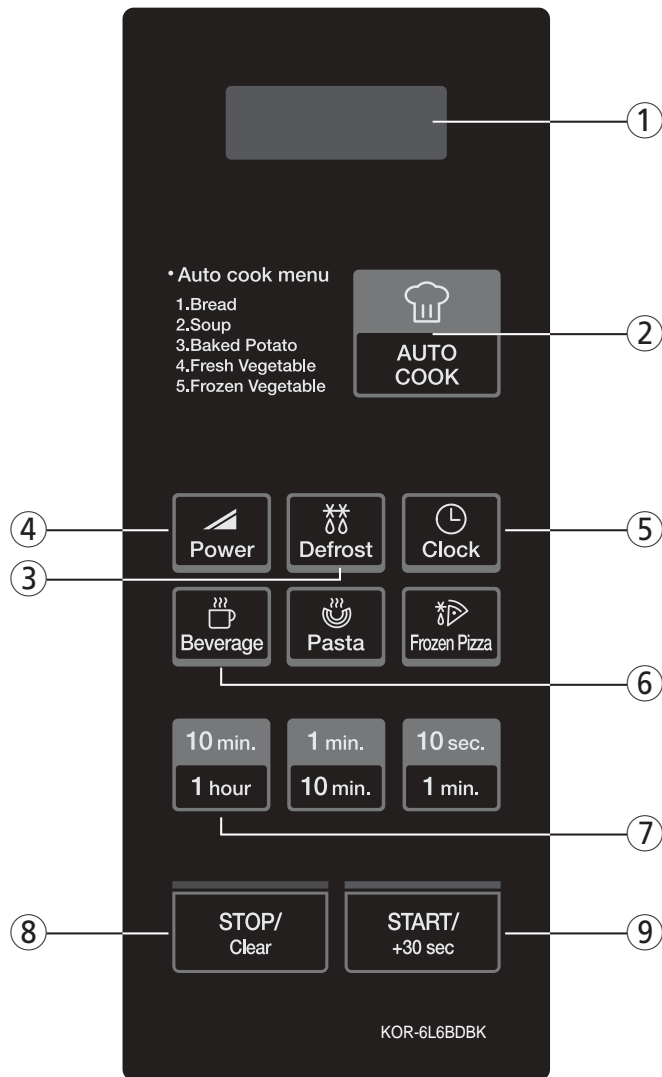 ①
• Auto cook menu
1.Bread
2.Soup
3.Baked Potato
4.Fresh Vegetable
5.Frozen Vegetable
AUTO
COOK
②
④
Power
Defrost
Clock
⑤
③
Beverage
Pasta
Frozen Pizza
⑥
10 min.
1 min.
10 sec.
1 hour
10 min.
1 min.
⑦
⑧
STOP/
Clear
START/
+30 sec
⑨
KOR-6L6BDBK